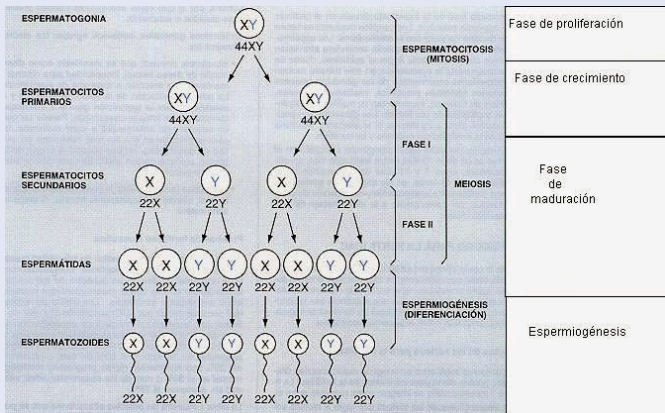 ESPERMATOGONIA
XY
44XY
ESPERMATOCITOSIS
(MITOSIS)
Fase de proliferación
Fase de crecimiento
ESPERMATOCITOS
PRIMARIOS
XY XY
44XY 44XY
FASE I
ESPERMATOCITOS
SECUNDARIOS
X Y X Y
22X 22Y 22X 22Y
MEIOSIS
FASE II
Fase
de
maduración
ESPERMÁTIDAS
X X Y Y X X Y Y
22X 22X 22Y 22Y 22X 22X 22Y 22Y
ESPERMIOGÉNESIS
(DIFERENCIACIÓN)
Espermiogénesis
ESPERMATOZOIDES
X X Y Y X X Y Y
22X 22X 22Y 22Y 22X 22X 22Y 22Y